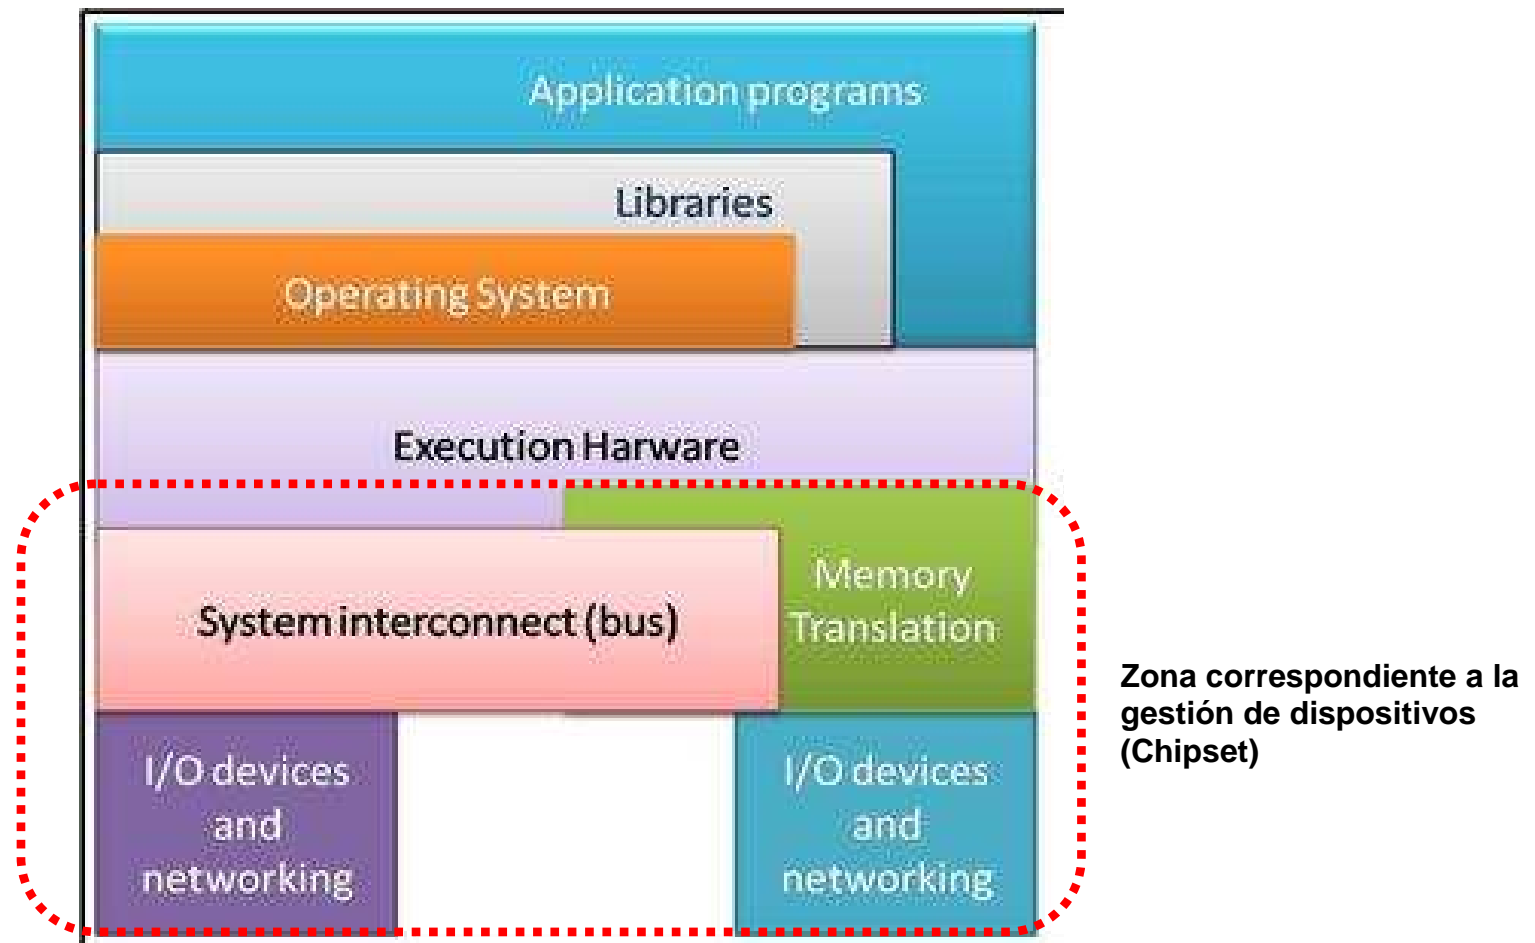 Application programs
Libraries
Operating System
Execution Harware
System interconnect (bus)
Memory
Translation
I/O devices
and
networking
I/O devices
and
networking
Zona correspondiente a la
gestión de dispositivos
(Chipset)